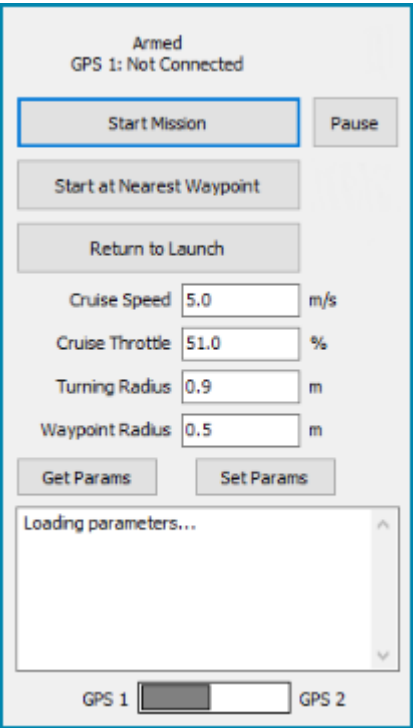 Armed
GPS 1: Not Connected
Start Mission Pause
Start at Nearest Waypoint
Return to Launch
Cruise Speed 5.0 m/s
Cruise Throttle 51.0 %
Turning Radius 0.9 m
Waypoint Radius 0.5 m
Get Params Set Params
Loading parameters...
GPS 1 GPS 2